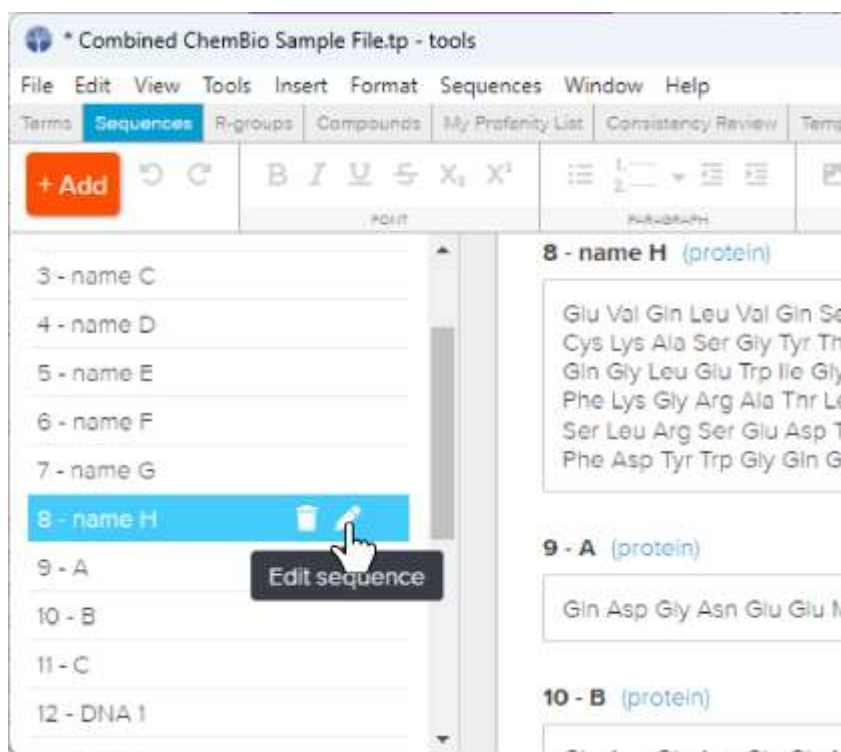 * Combined ChemBio Sample File.tp - tools
File Edit View Tools Insert Format Sequences Window Help
Terms Sequences R-groups Compounds My Profanity List Consistency Review Temp
+ Add B I U S X₂ X²
FONT PARAGRAPH
3 - name C
4 - name D
5 - name E
6 - name F
7 - name G
8 - name H
Edit sequence
9 - A
10 - B
11 - C
12 - DNA 1
8 - name H (protein)
Glu Val Gln Leu Val Gln Se
Cys Lys Ala Ser Gly Tyr Th
Gln Gly Leu Glu Trp Ile Gly
Phe Lys Gly Arg Ala Thr Le
Ser Leu Arg Ser Glu Asp T
Phe Asp Tyr Trp Gly Gln G
9 - A (protein)
Gln Asp Gly Asn Glu Glu M
10 - B (protein)